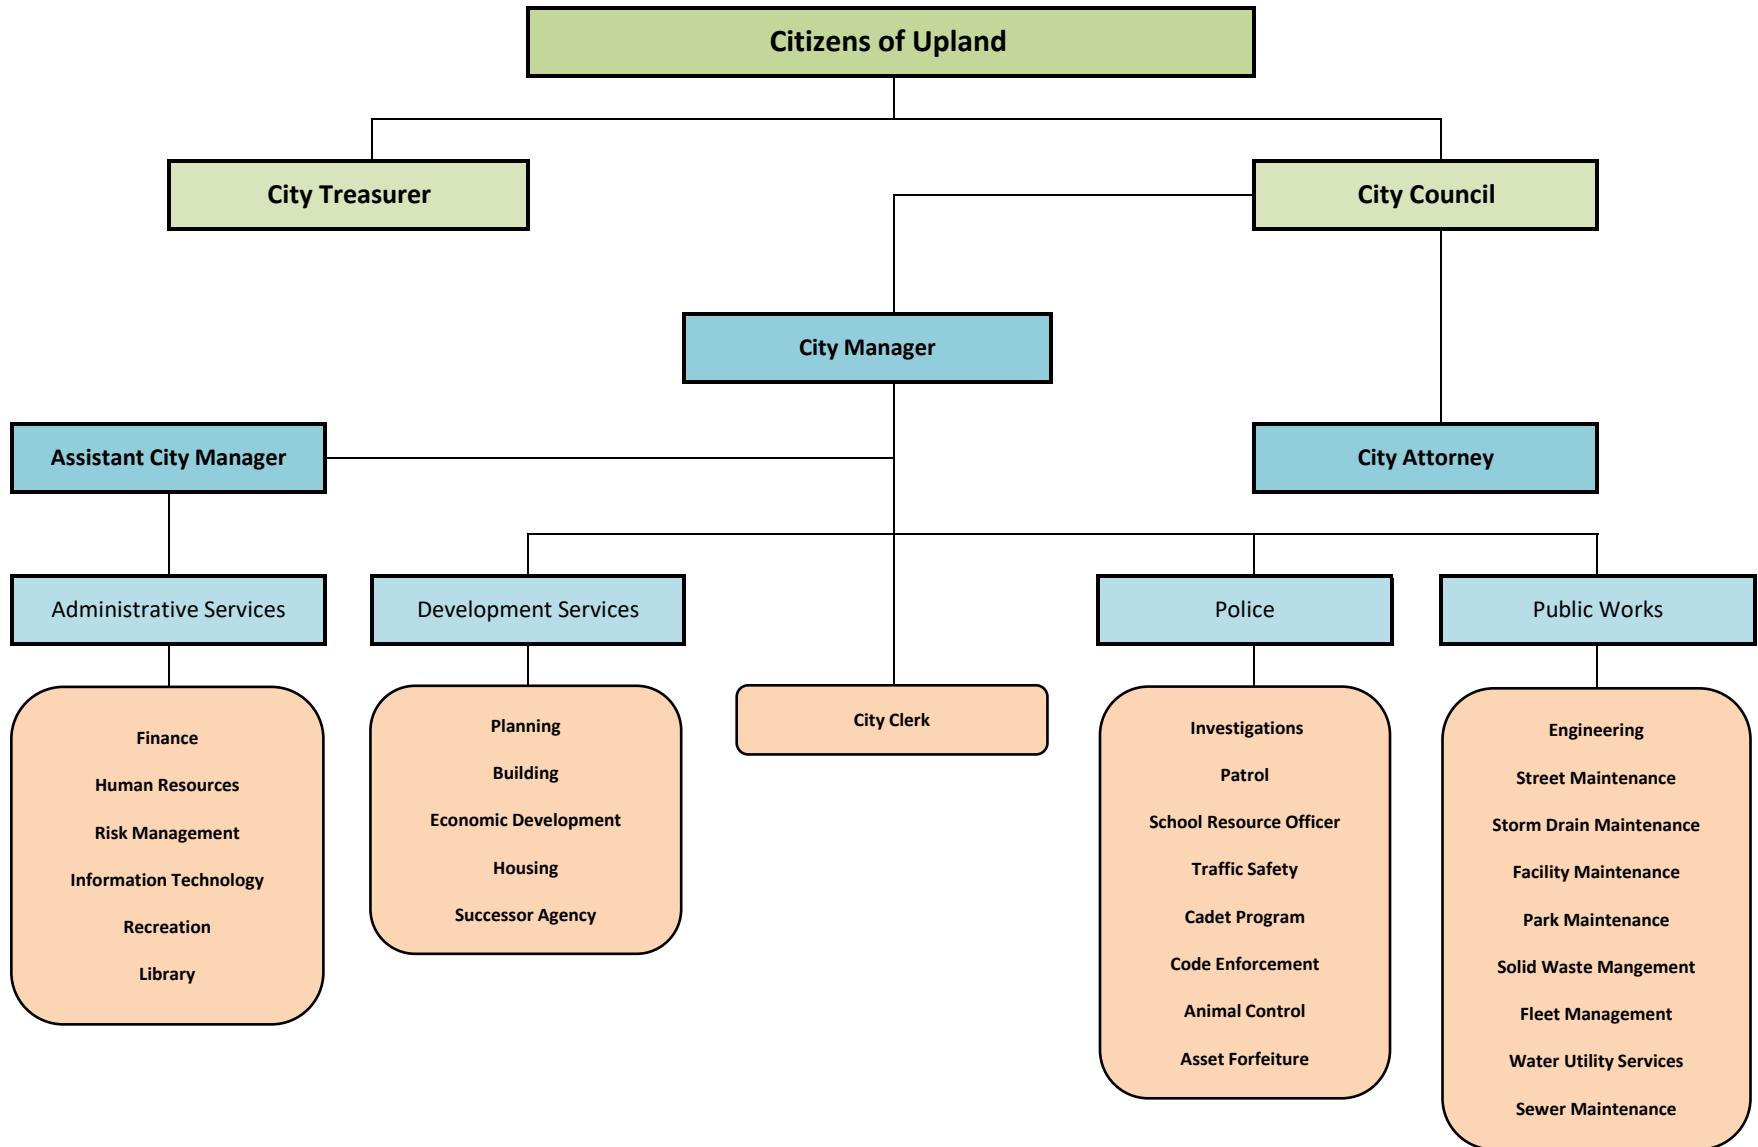 Citizens of Upland
City Treasurer
City Council
City Manager
Assistant City Manager
City Attorney
Administrative Services
Development Services
Police
Public Works
Finance
Human Resources
Risk Management
Information Technology
Recreation
Library
Planning
Building
Economic Development
Housing
Successor Agency
City Clerk
Investigations
Patrol
School Resource Officer
Traffic Safety
Cadet Program
Code Enforcement
Animal Control
Asset Forfeiture
Engineering
Street Maintenance
Storm Drain Maintenance
Facility Maintenance
Park Maintenance
Solid Waste Mangement
Fleet Management
Water Utility Services
Sewer Maintenance